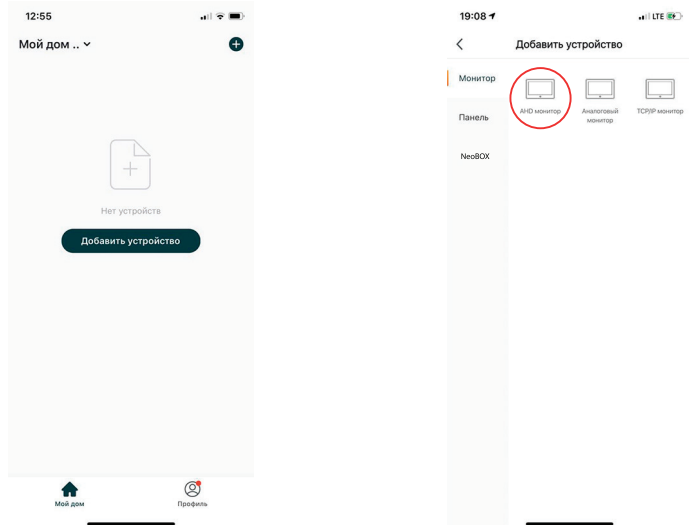 12:55
Мой дом ..
Нет устройств
Добавить устройство
Мой дом
Профиль
19:08
LTE
Добавить устройство
Монитор
Панель
NeoBOX
AHD монитор
Аналоговый
монитор
TCP/IP монитор